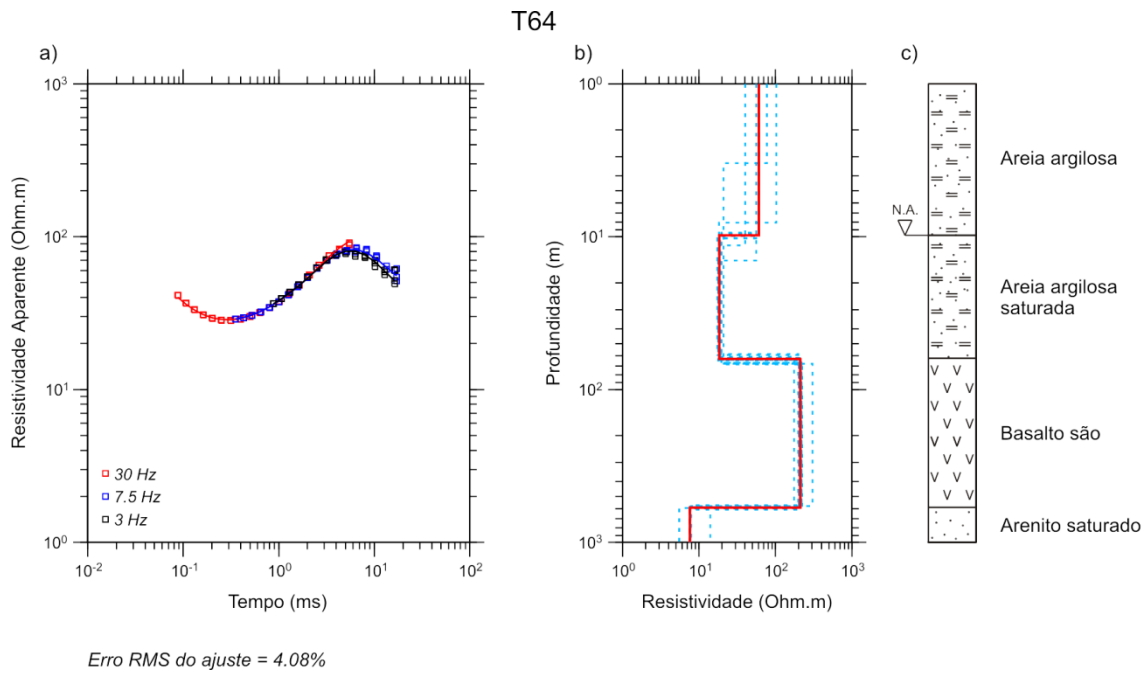 T64
a)
b)
c)
10³
10²
10¹
10⁰
10⁻²
10⁻¹
10⁰
10¹
10²
Resistividade Aparente (Ohm.m)
Tempo (ms)
30 Hz
7.5 Hz
3 Hz
10⁰
10¹
10²
10³
10⁰
10¹
10²
10³
Profundidade (m)
Resistividade (Ohm.m)
N.A.
Areia argilosa
Areia argilosa
saturada
Basalto são
Arenito saturado
Erro RMS do ajuste = 4.08%